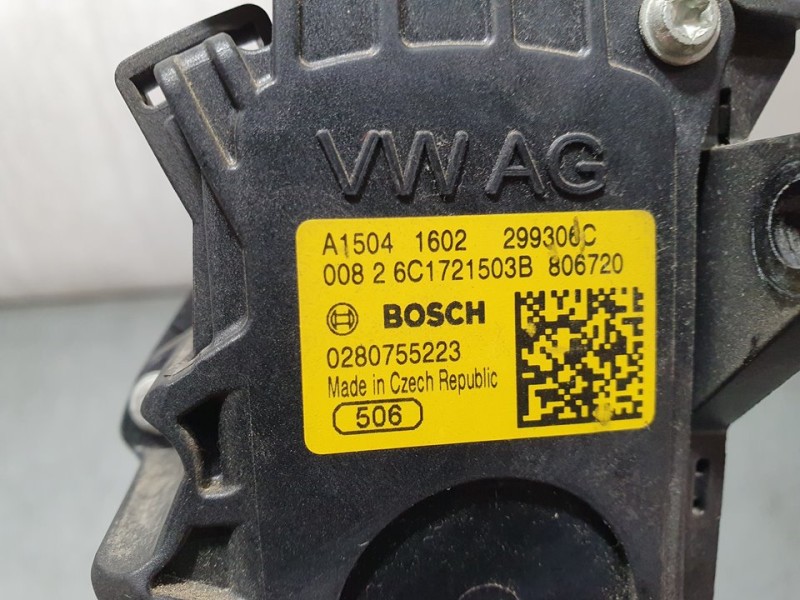 VW AG
A1504 1602 299306C
008 2 6C1721503B 806720
BOSCH
0280755223
Made in Czech Republic
506